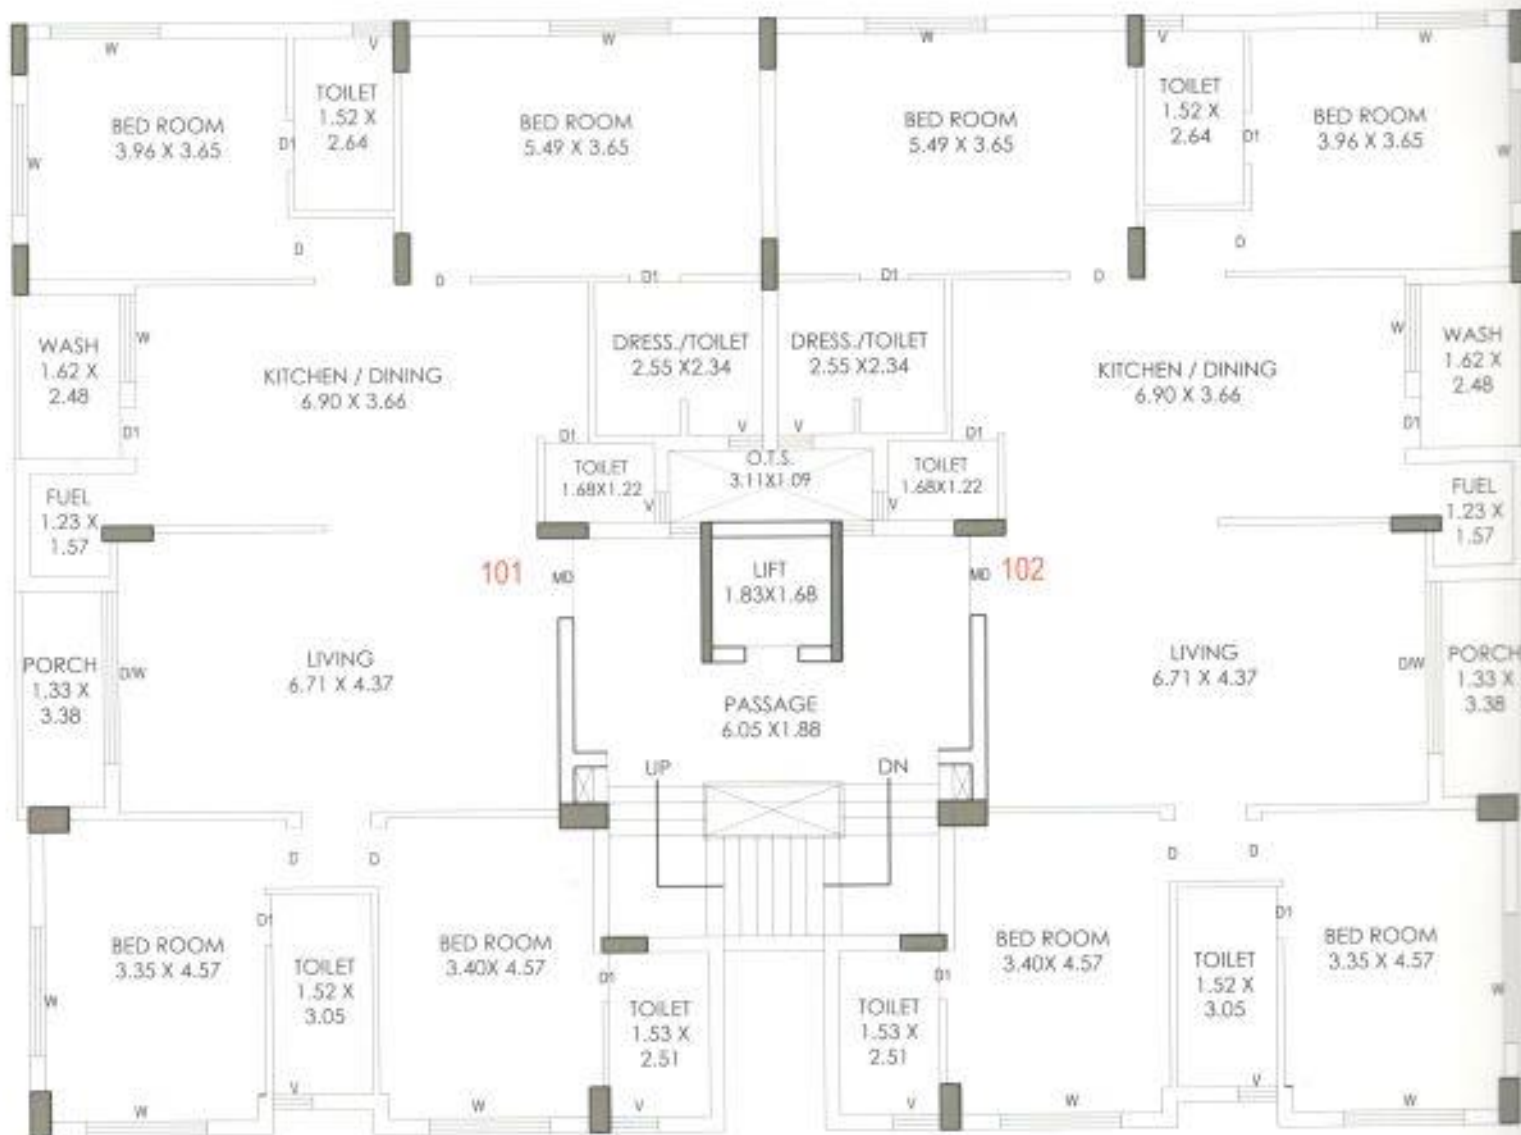 W
V
W
W
V
W
BED ROOM
3.96 X 3.65
W
D1
TOILET
1.52 X
2.64
BED ROOM
5.49 X 3.65
BED ROOM
5.49 X 3.65
TOILET
1.52 X
2.64
D1
BED ROOM
3.96 X 3.65
W
D
D
D1
D1
D
D
WASH
1.62 X
2.48
W
D1
KITCHEN / DINING
6.90 X 3.66
DRESS./TOILET
2.55 X2.34
DRESS./TOILET
2.55 X2.34
KITCHEN / DINING
6.90 X 3.66
W
D1
WASH
1.62 X
2.48
V
V
D1
D1
TOILET
1.68X1.22
V
O.T.S.
3.11X1.09
V
TOILET
1.68X1.22
FUEL
1.23 X
1.57
FUEL
1.23 X
1.57
101
MD
LIFT
1.83X1.68
MD
102
PORCH
1.33 X
3.38
D/W
LIVING
6.71 X 4.37
PASSAGE
6.05 X1.88
LIVING
6.71 X 4.37
D/W
PORCH
1.33 X
3.38
UP
DN
D
D
D
D
BED ROOM
3.35 X 4.57
W
D1
TOILET
1.52 X
3.05
BED ROOM
3.40X 4.57
D1
TOILET
1.53 X
2.51
TOILET
1.53 X
2.51
D1
BED ROOM
3.40X 4.57
TOILET
1.52 X
3.05
D1
BED ROOM
3.35 X 4.57
W
W
V
W
V
V
W
V
W